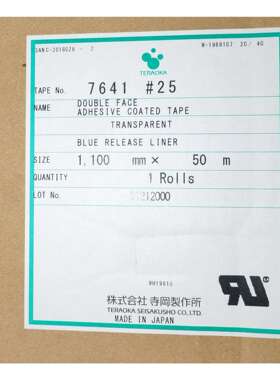 TERAOKA
TAPE No. 7641 #25
NAME DOUBLE FACE
ADHESIVE COATED TAPE
TRANSPARENT
BLUE RELEASE LINER
SIZE 1,100 mm × 50 m
QUANTITY 1 Rolls
LOT No.
株式会社 寺岡製作所
TERAOKA SEISAKUSHO CO., LTD.
MADE IN JAPAN